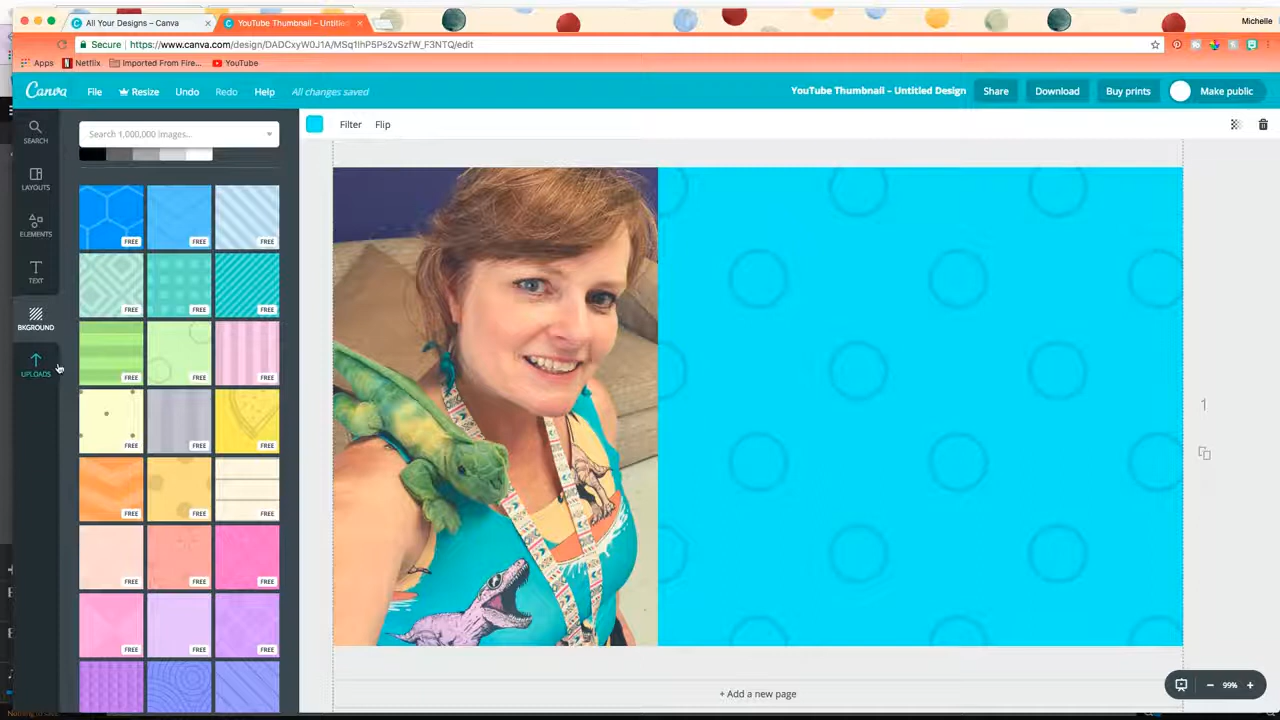 All Your Designs – Canva
YouTube Thumbnail – Untitled
Michelle
Secure https://www.canva.com/design/DADCxyW0J1A/MSq1IhP5Ps2vSzfW_F3NTQ/edit
Apps Netflix Imported From Fire... YouTube
Canva File Resize Undo Redo Help All changes saved YouTube Thumbnail – Untitled Design Share Download Buy prints Make public
Search 1,000,000 images...
Filter Flip
SEARCH
LAYOUTS
ELEMENTS
TEXT
BKGROUND
UPLOADS
FREE FREE FREE
FREE FREE FREE
FREE FREE FREE
FREE FREE FREE
FREE FREE FREE
FREE FREE FREE
FREE FREE FREE
1
+ Add a new page
99%